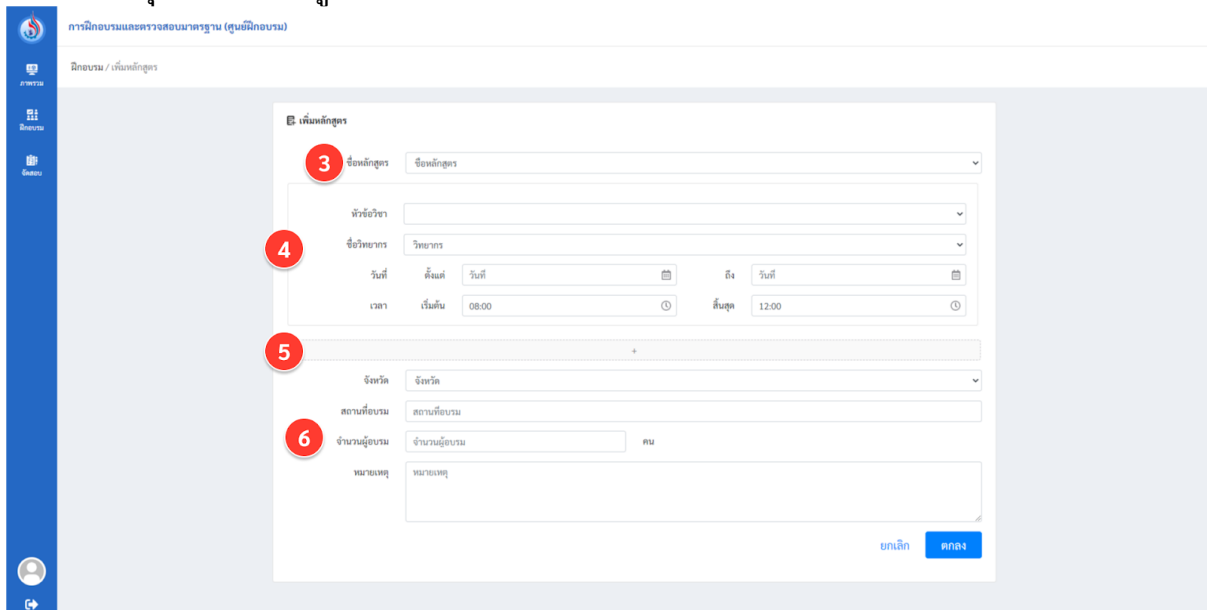 การฝึกอบรมและตรวจสอบมาตรฐาน (ศูนย์ฝึกอบรม)
ภาพรวม
ฝึกอบรม / เพิ่มหลักสูตร
ฝึกอบรม
จัดสอบ
เพิ่มหลักสูตร
3 ชื่อหลักสูตร ชื่อหลักสูตร
หัวข้อวิชา
4 ชื่อวิทยากร วิทยากร
วันที่ ตั้งแต่ วันที่ ถึง วันที่
เวลา เริ่มต้น 08:00 สิ้นสุด 12:00
5 +
จังหวัด จังหวัด
สถานที่อบรม สถานที่อบรม
6 จำนวนผู้อบรม จำนวนผู้อบรม คน
หมายเหตุ หมายเหตุ
ยกเลิก ตกลง